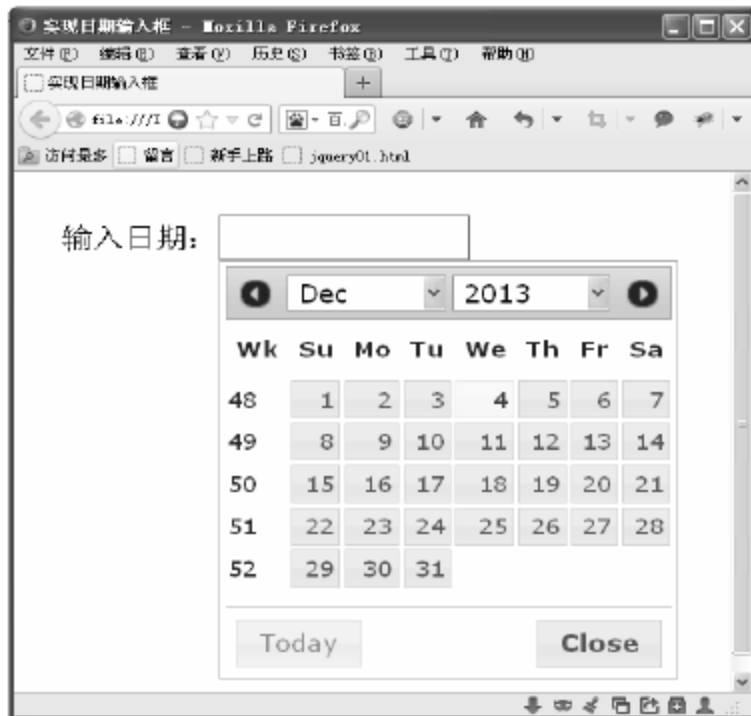 实现日期输入框 - Mozilla Firefox
文件(F) 编辑(E) 查看(V) 历史(S) 书签(B) 工具(T) 帮助(H)
实现日期输入框 +
file:///I 百.
访问最多 留言 新手上路 jquery01.html
输入日期：
Dec 2013
Wk Su Mo Tu We Th Fr Sa
48 1 2 3 4 5 6 7
49 8 9 10 11 12 13 14
50 15 16 17 18 19 20 21
51 22 23 24 25 26 27 28
52 29 30 31
Today Close